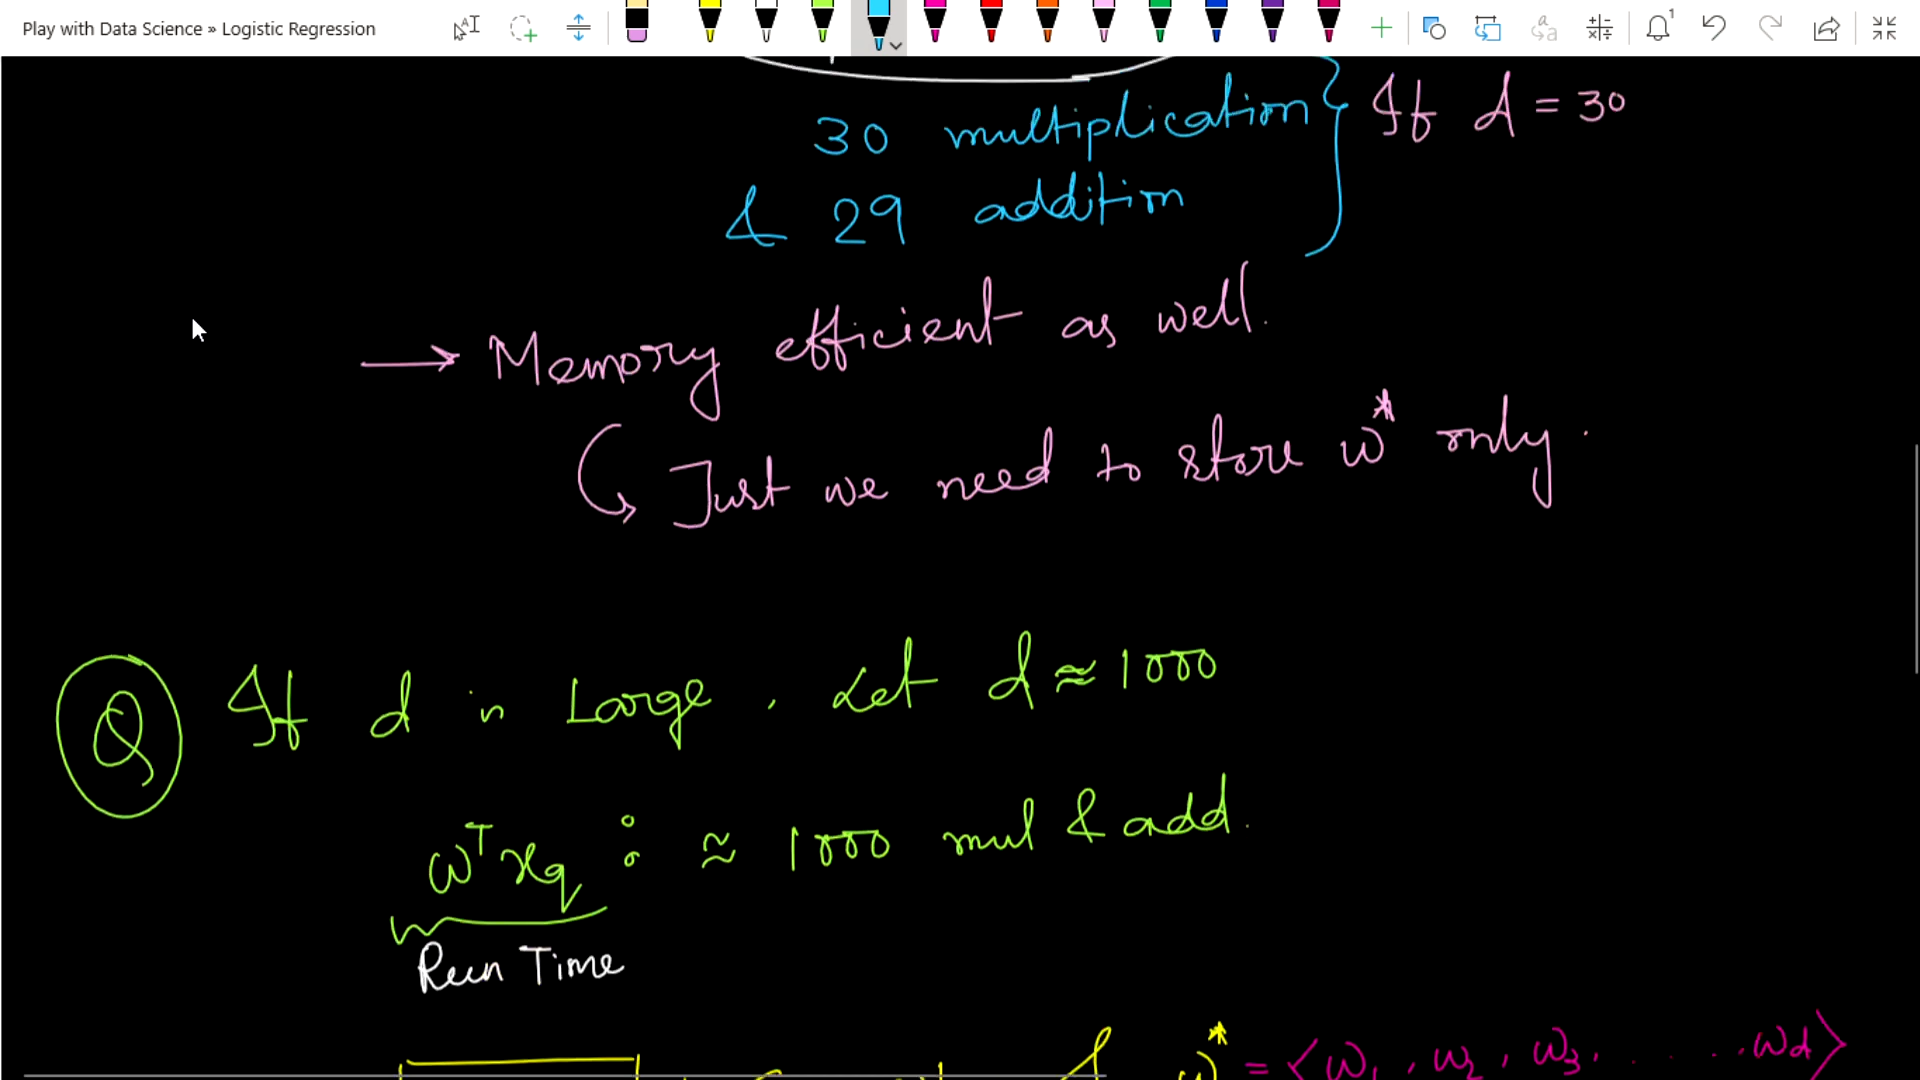 Play with Data Science » Logistic Regression
30 multiplication
& 29 addition
If d = 30
→ Memory efficient as well.
Just we need to store w* only.
Q If d is Large, Let d ≈ 1000
wᵀxq : ≈ 1000 mul & add.
Run Time
w* = <w₁, w₂, w₃, . . . . . . wd>